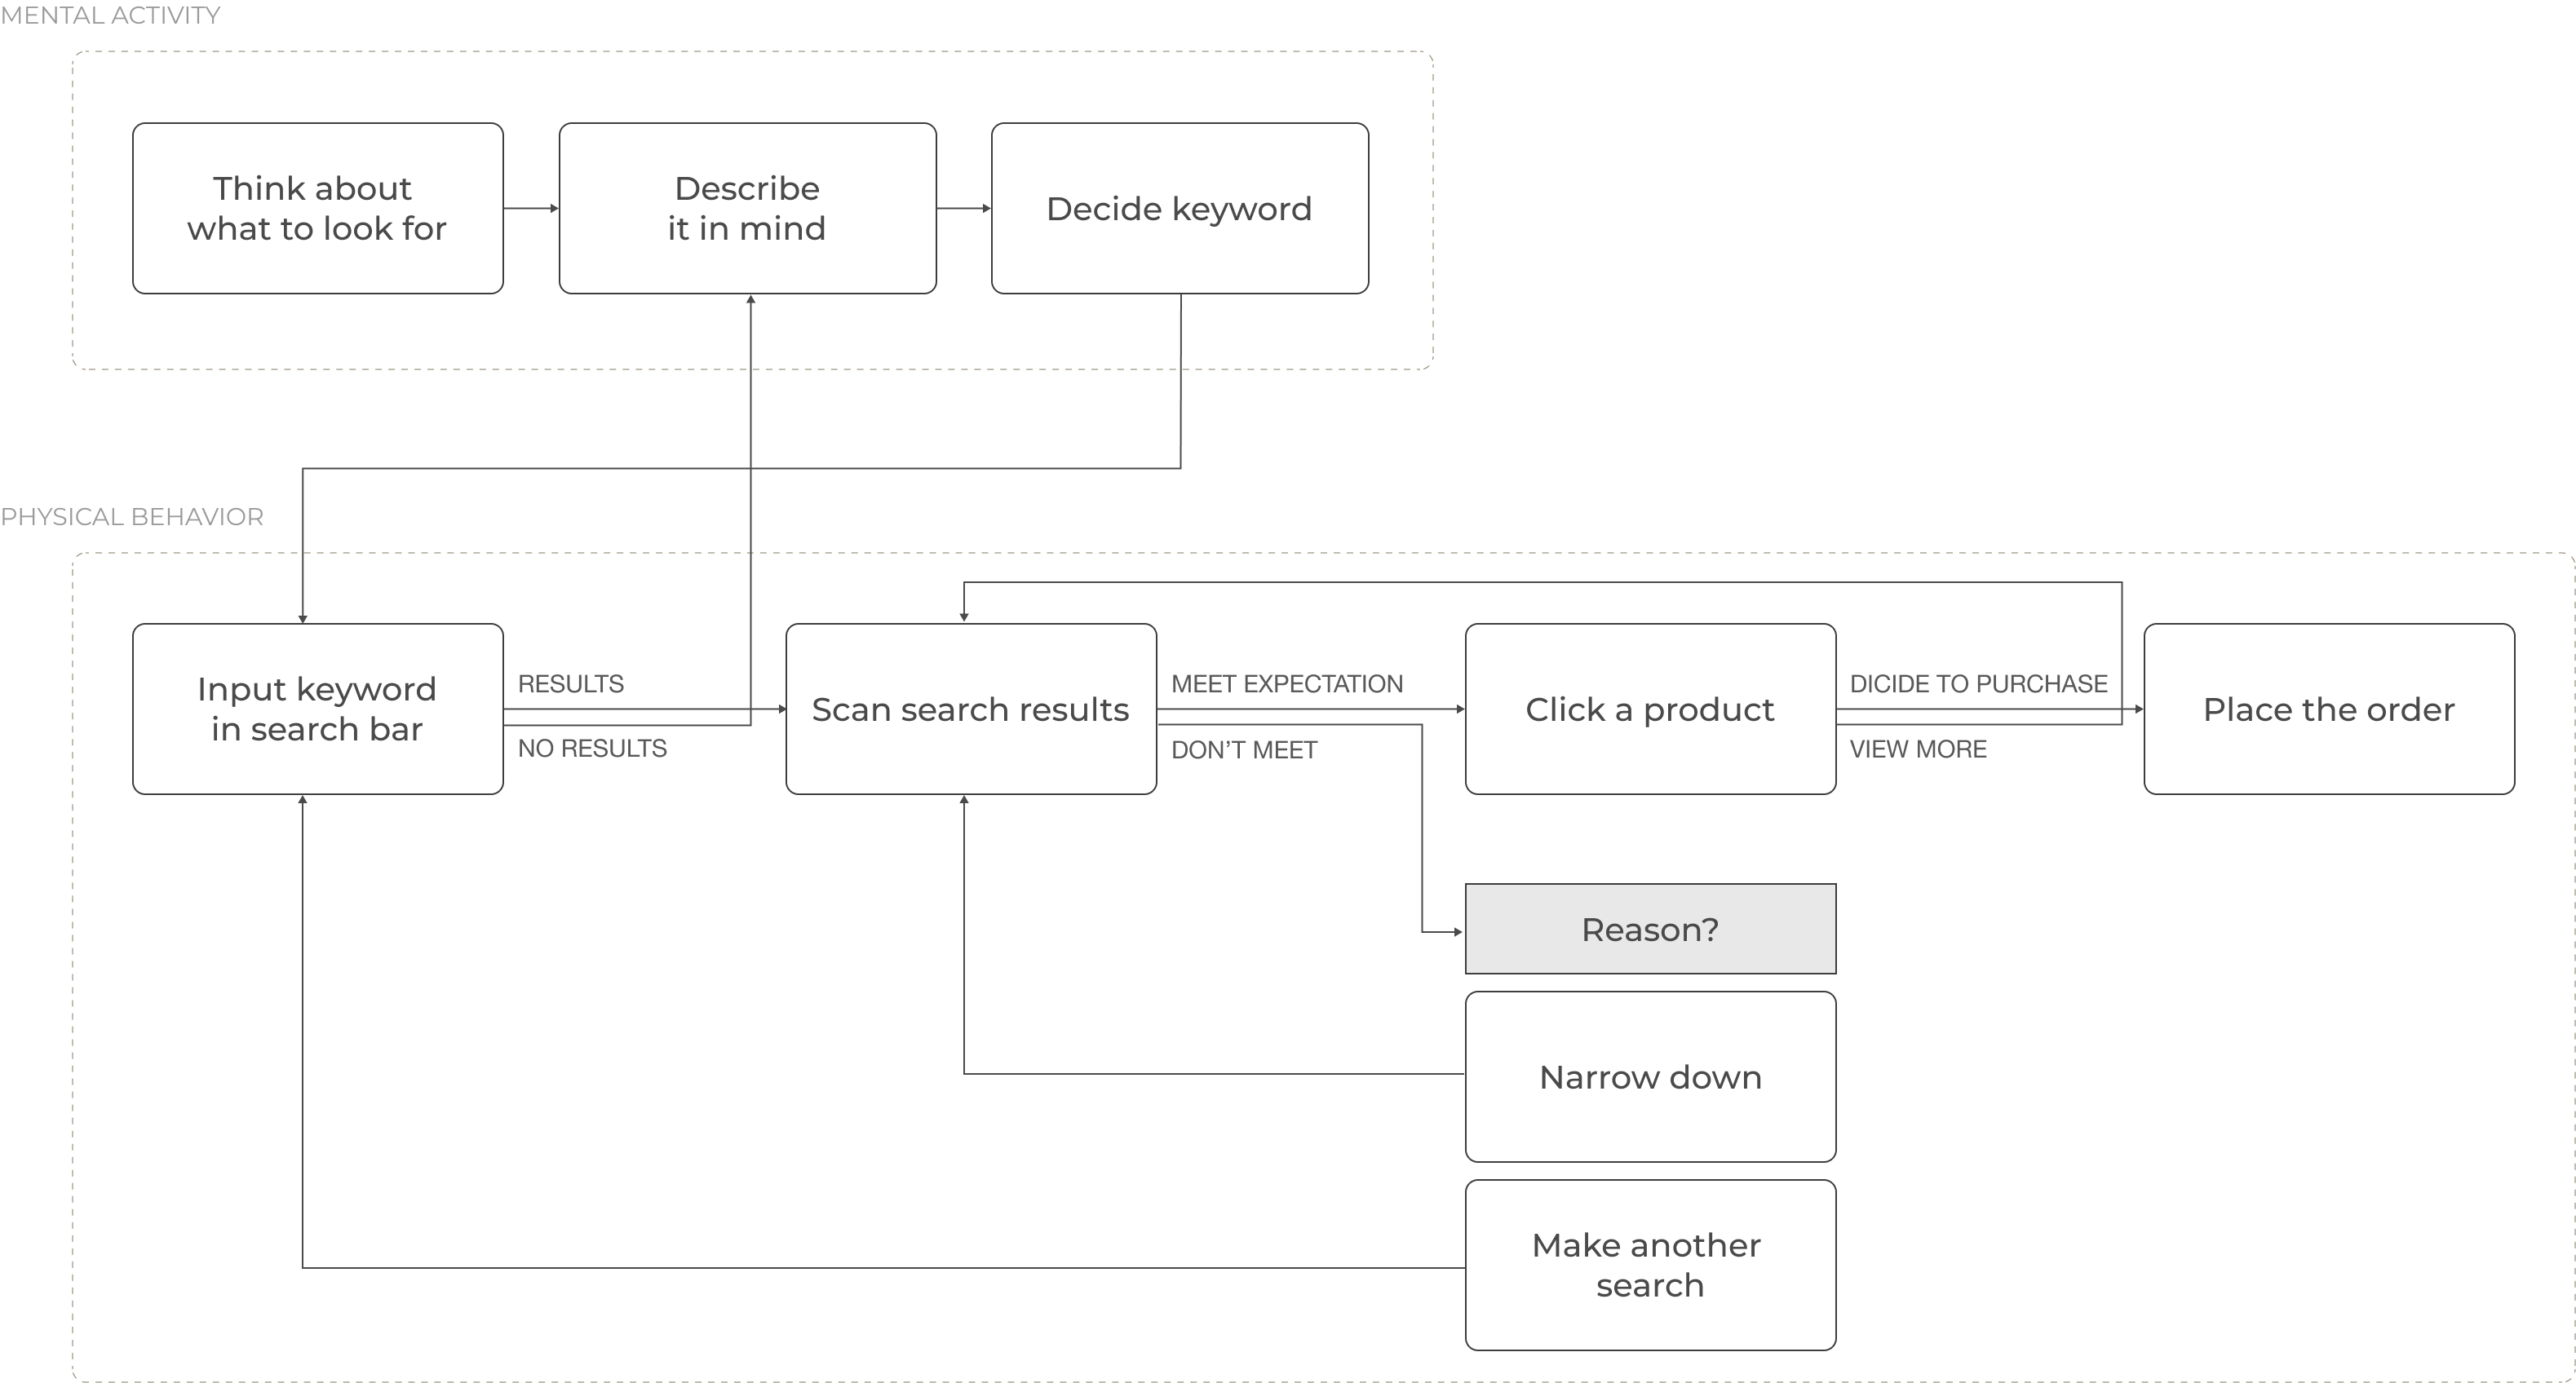 MENTAL ACTIVITY
Think about
what to look for
Describe
it in mind
Decide keyword
PHYSICAL BEHAVIOR
Input keyword
in search bar
RESULTS
NO RESULTS
Scan search results
MEET EXPECTATION
DON’T MEET
Click a product
DICIDE TO PURCHASE
VIEW MORE
Place the order
Reason?
Narrow down
Make another
search